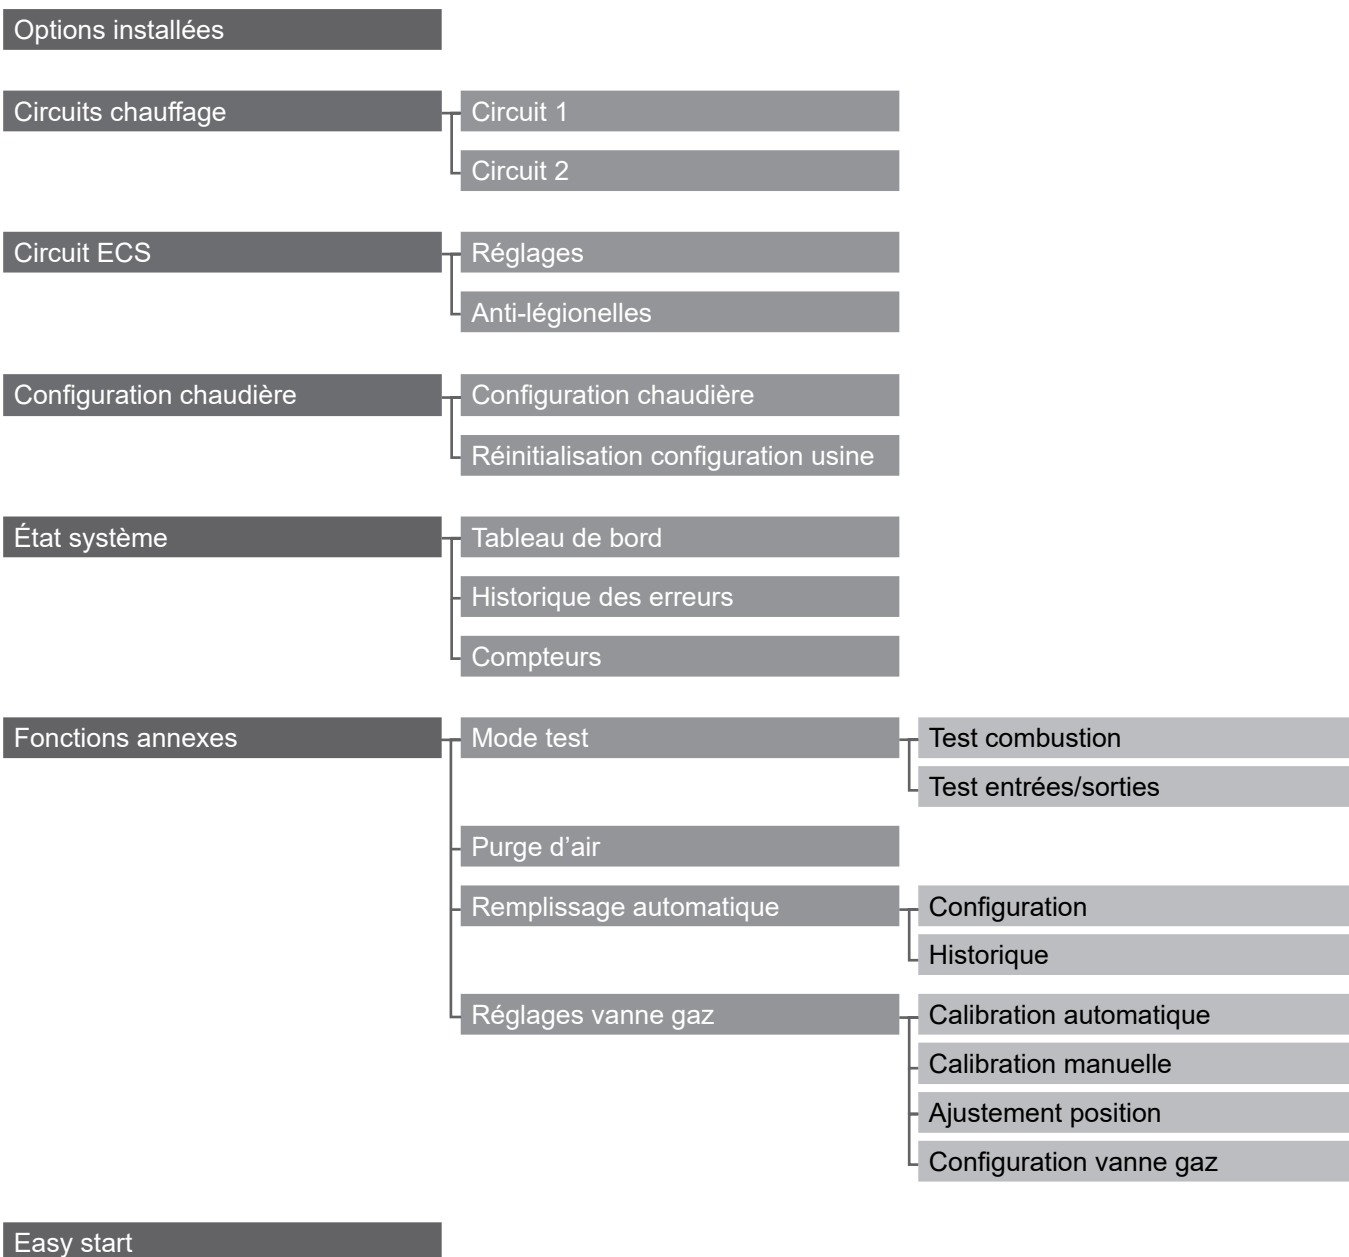 Options installées
Circuits chauffage
Circuit 1
Circuit 2
Circuit ECS
Réglages
Anti-légionelles
Configuration chaudière
Configuration chaudière
Réinitialisation configuration usine
État système
Tableau de bord
Historique des erreurs
Compteurs
Fonctions annexes
Mode test
Test combustion
Test entrées/sorties
Purge d’air
Remplissage automatique
Configuration
Historique
Réglages vanne gaz
Calibration automatique
Calibration manuelle
Ajustement position
Configuration vanne gaz
Easy start